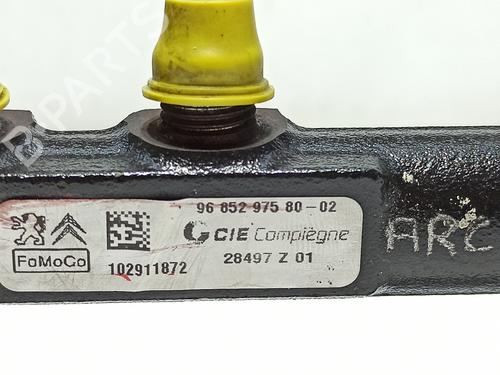 96 852 975 80-02
CIE Compiègne
FoMoCo
102911872
28497 Z 01
ARC